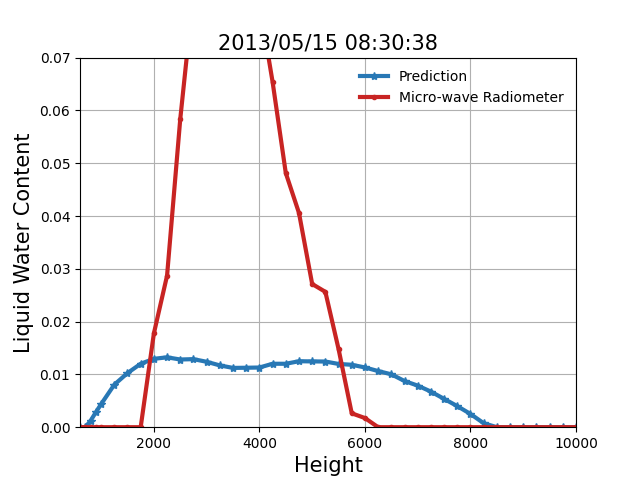 2013/05/15 08:30:38
Prediction
Micro-wave Radiometer
Liquid Water Content
0.07
0.06
0.05
0.04
0.03
0.02
0.01
0.00
2000 4000 6000 8000 10000
Height